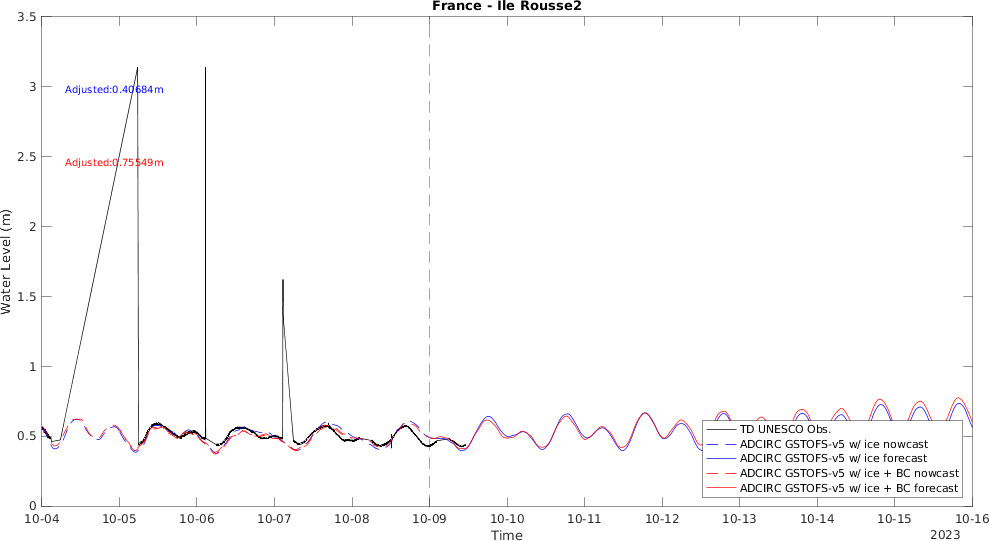 France - Ile Rousse2
3.5
3
2.5
2
1.5
1
0.5
0
Water Level (m)
Adjusted:0.40684m
Adjusted:0.75549m
TD UNESCO Obs.
ADCIRC GSTOFS-v5 w/ ice nowcast
ADCIRC GSTOFS-v5 w/ ice forecast
ADCIRC GSTOFS-v5 w/ ice + BC nowcast
ADCIRC GSTOFS-v5 w/ ice + BC forecast
10-04 10-05 10-06 10-07 10-08 10-09 10-10 10-11 10-12 10-13 10-14 10-15 10-16
Time
2023